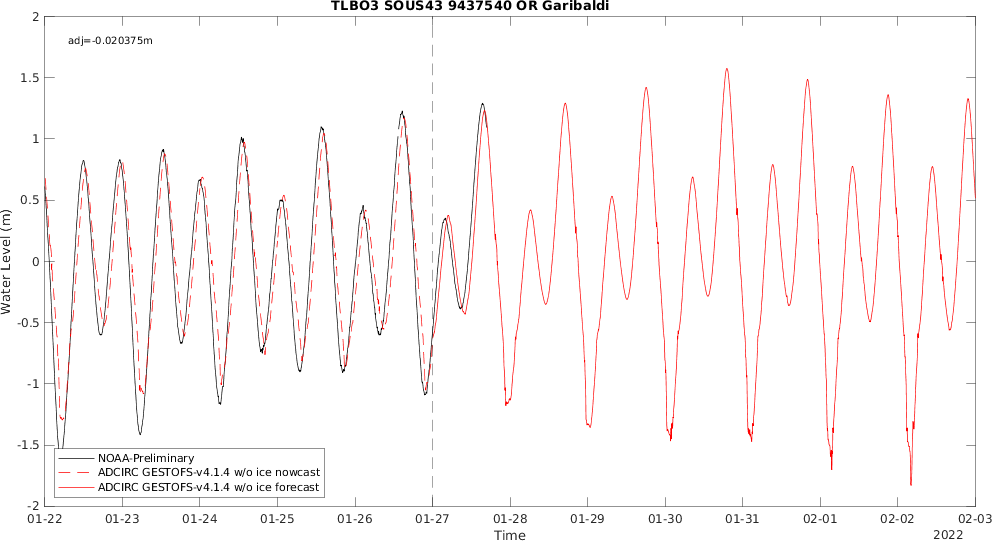 TLBO3 SOUS43 9437540 OR Garibaldi
adj=-0.020375m
2
1.5
1
0.5
0
-0.5
-1
-1.5
-2
Water Level (m)
NOAA-Preliminary
ADCIRC GESTOFS-v4.1.4 w/o ice nowcast
ADCIRC GESTOFS-v4.1.4 w/o ice forecast
01-22 01-23 01-24 01-25 01-26 01-27 01-28 01-29 01-30 01-31 02-01 02-02 02-03
Time
2022